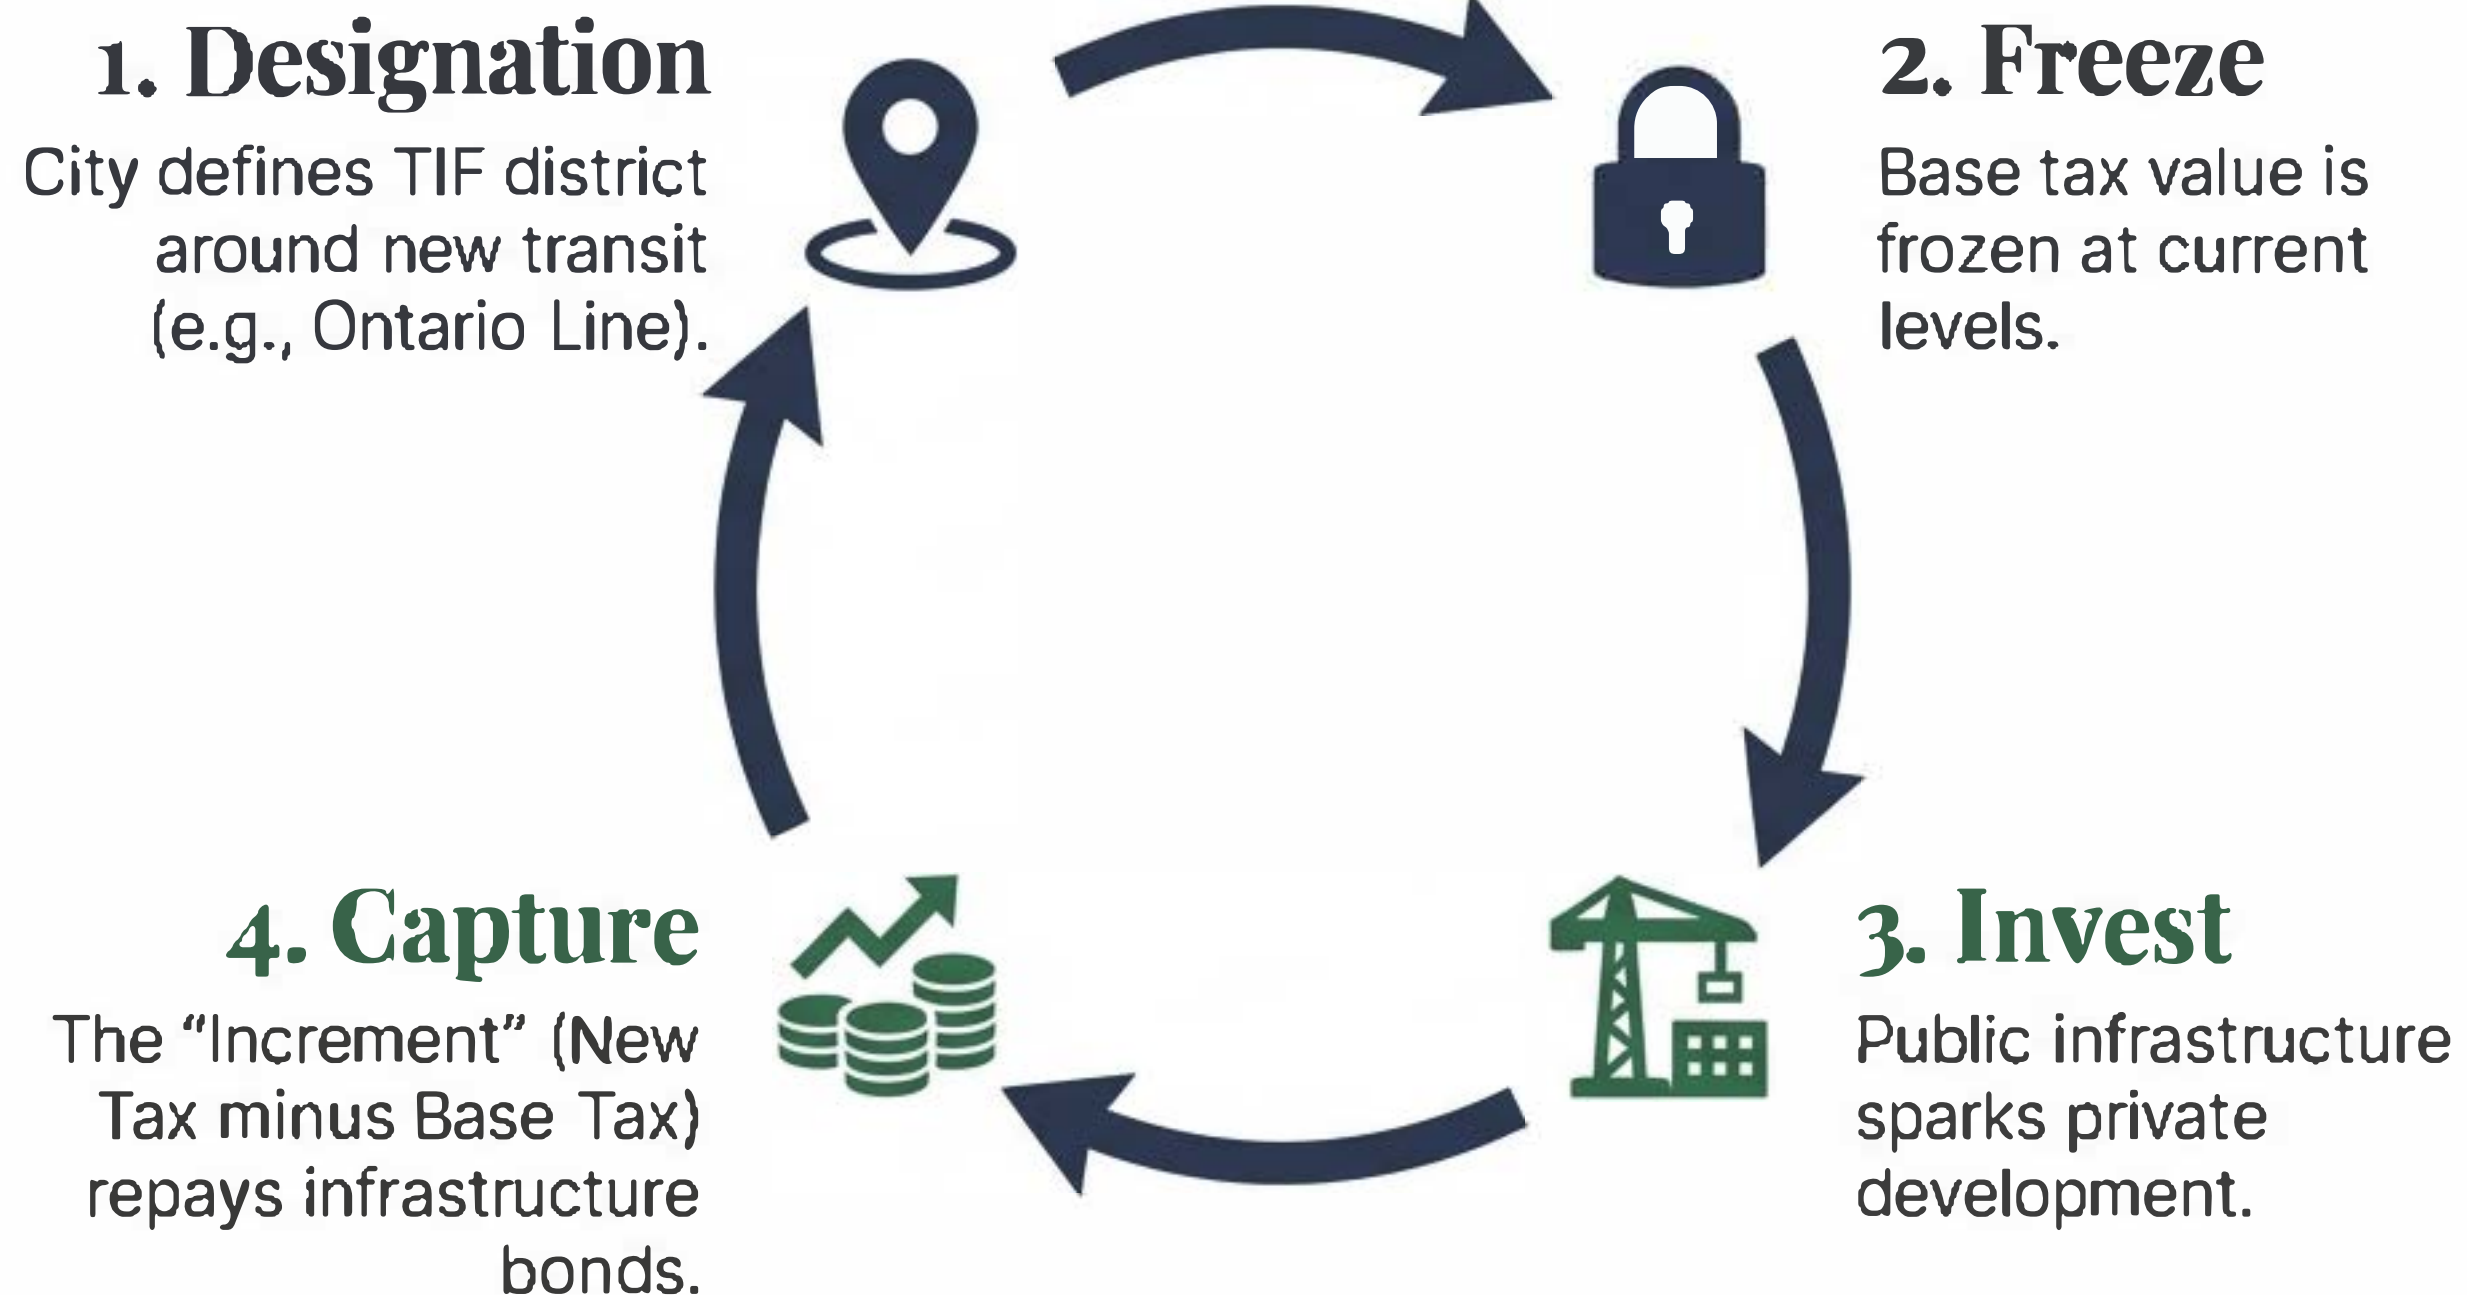 1. Designation
City defines TIF district
around new transit
(e.g., Ontario Line).
2. Freeze
Base tax value is
frozen at current
levels.
3. Invest
Public infrastructure
sparks private
development.
4. Capture
The “Increment” (New
Tax minus Base Tax)
repays infrastructure
bonds.